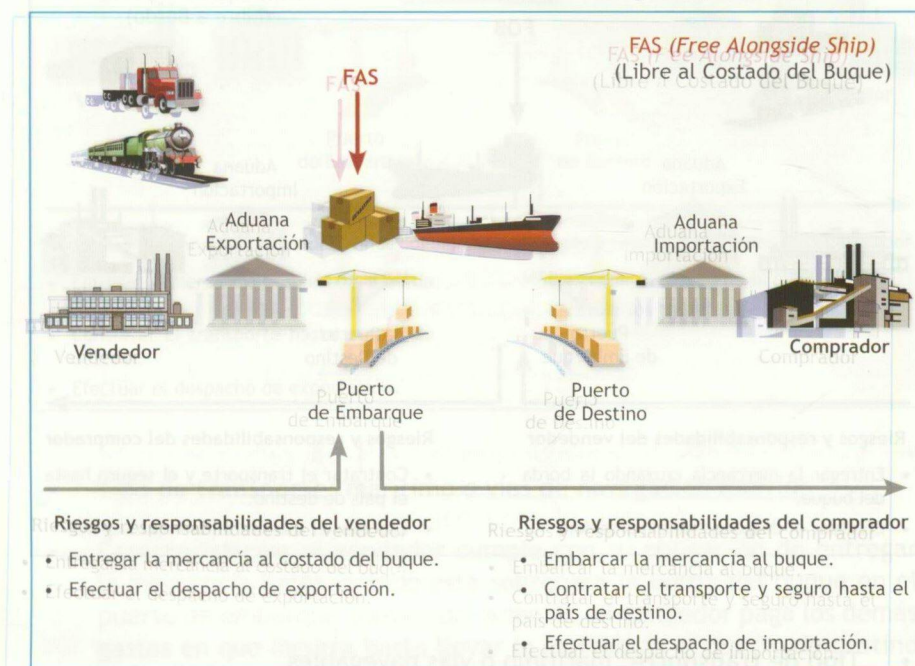 FAS (Free Alongside Ship)
(Libre al Costado del Buque)
FAS
Aduana
Exportación
Aduana
Importación
Vendedor
Comprador
Puerto
de Embarque
Puerto
de Destino
Riesgos y responsabilidades del vendedor
• Entregar la mercancía al costado del buque.
• Efectuar el despacho de exportación.
Riesgos y responsabilidades del comprador
• Embarcar la mercancía al buque.
• Contratar el transporte y seguro hasta el
país de destino.
• Efectuar el despacho de importación.